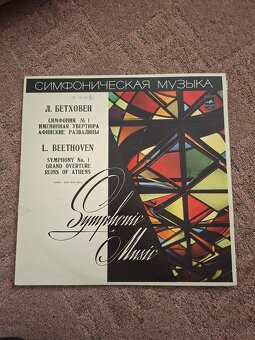 СИМФОНИЧЕСКАЯ МУЗЫКА
Л. БЕТХОВЕН
СИМФОНИЯ № 1
ИМЕНИННАЯ УВЕРТЮРА
АФИНСКИЕ РАЗВАЛИНЫ
L. BEETHOVEN
SYMPHONY No. 1
GRAND OVERTURE
RUINS OF ATHENS
Symphonic
Music